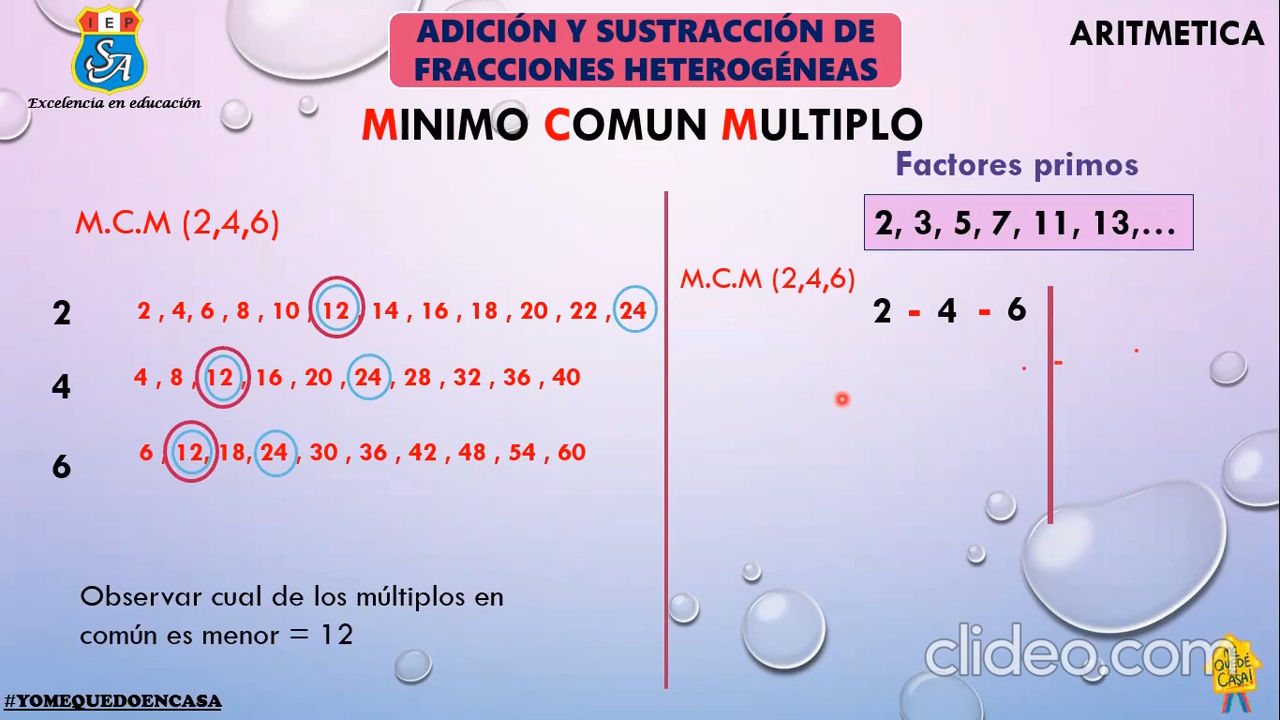 I E P
SA
Excelencia en educación
ADICIÓN Y SUSTRACCIÓN DE
FRACCIONES HETEROGÉNEAS
ARITMETICA
MINIMO COMUN MULTIPLO
Factores primos
2, 3, 5, 7, 11, 13,...
M.C.M (2,4,6)
2 2 , 4, 6 , 8 , 10 , 12 , 14 , 16 , 18 , 20 , 22 , 24
4 4 , 8 , 12 , 16 , 20 , 24 , 28 , 32 , 36 , 40
6 6 , 12, 18, 24 , 30 , 36 , 42 , 48 , 54 , 60
Observar cual de los múltiplos en
común es menor = 12
M.C.M (2,4,6)
2 - 4 - 6
clideo.com
ME
QUEDÉ
CASA!
#YOMEQUEDOENCASA